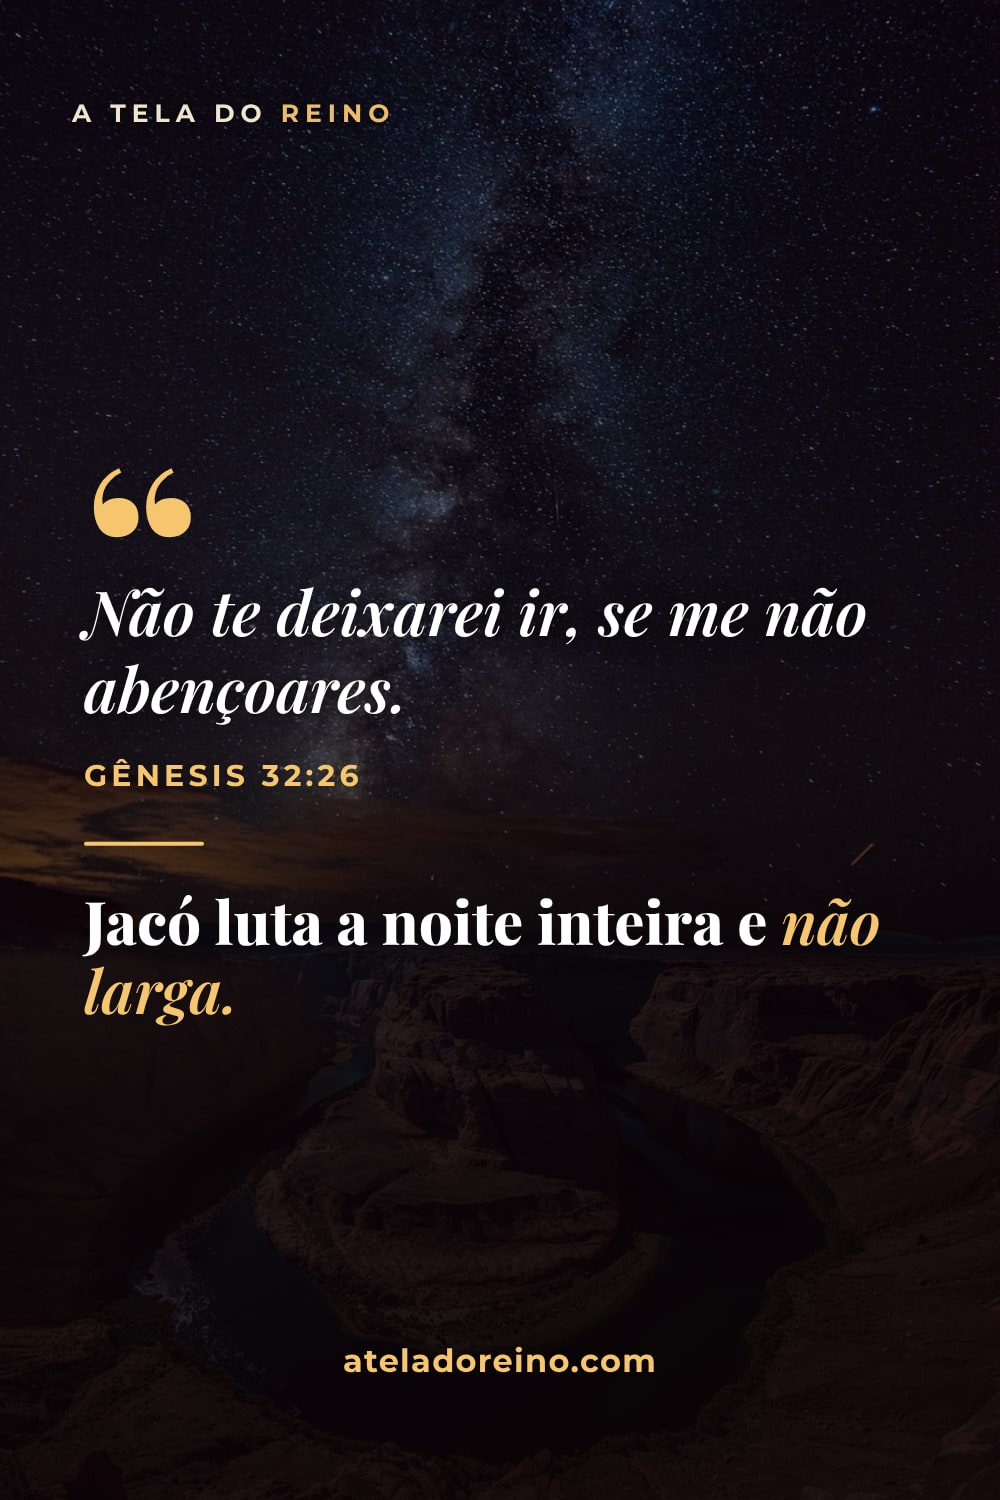 A TELA DO REINO
“
Não te deixarei ir, se me não
abençoares.
GÊNESIS 32:26
Jacó luta a noite inteira e não
larga.
ateladoreino.com